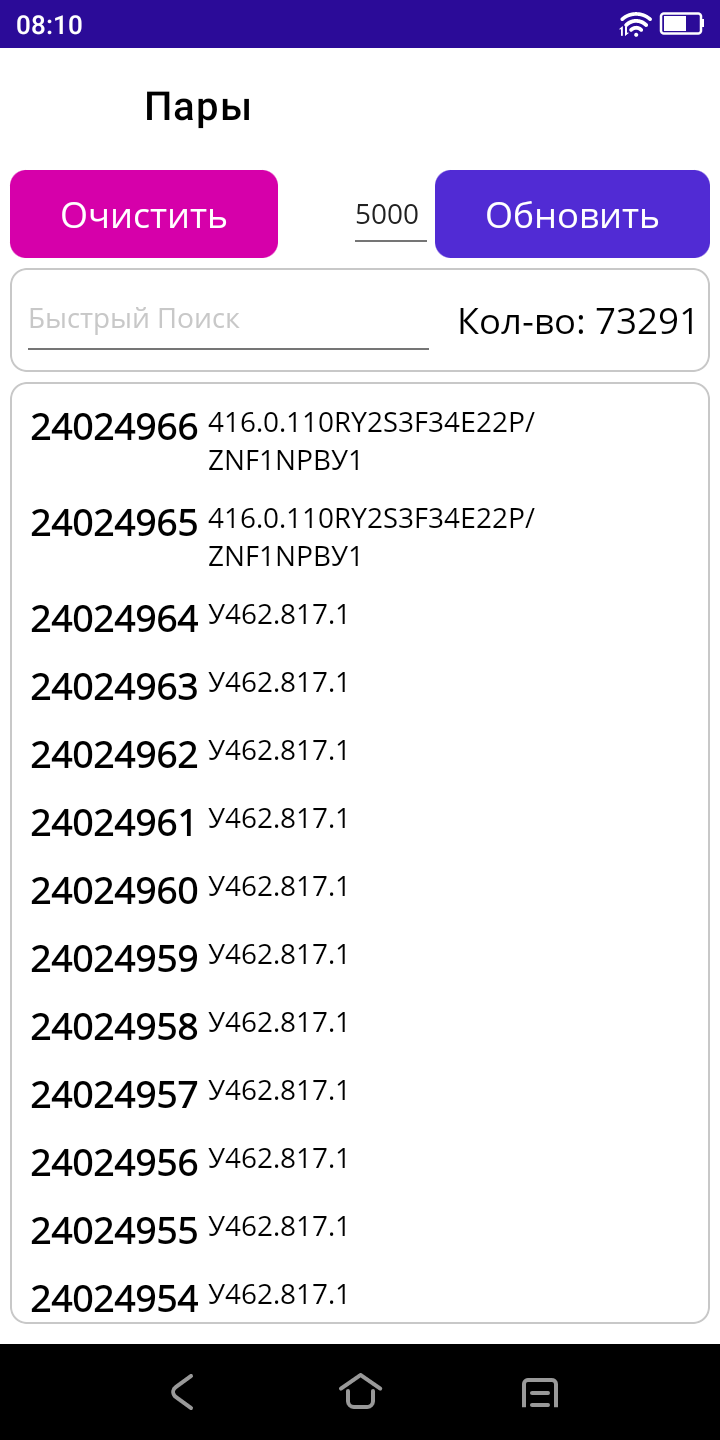 08:10
Пары
Очистить
5000
Обновить
Быстрый Поиск
Кол-во: 73291
24024966 416.0.110RY2S3F34E22P/
ZNF1NPBУ1
24024965 416.0.110RY2S3F34E22P/
ZNF1NPBУ1
24024964 У462.817.1
24024963 У462.817.1
24024962 У462.817.1
24024961 У462.817.1
24024960 У462.817.1
24024959 У462.817.1
24024958 У462.817.1
24024957 У462.817.1
24024956 У462.817.1
24024955 У462.817.1
24024954 У462.817.1